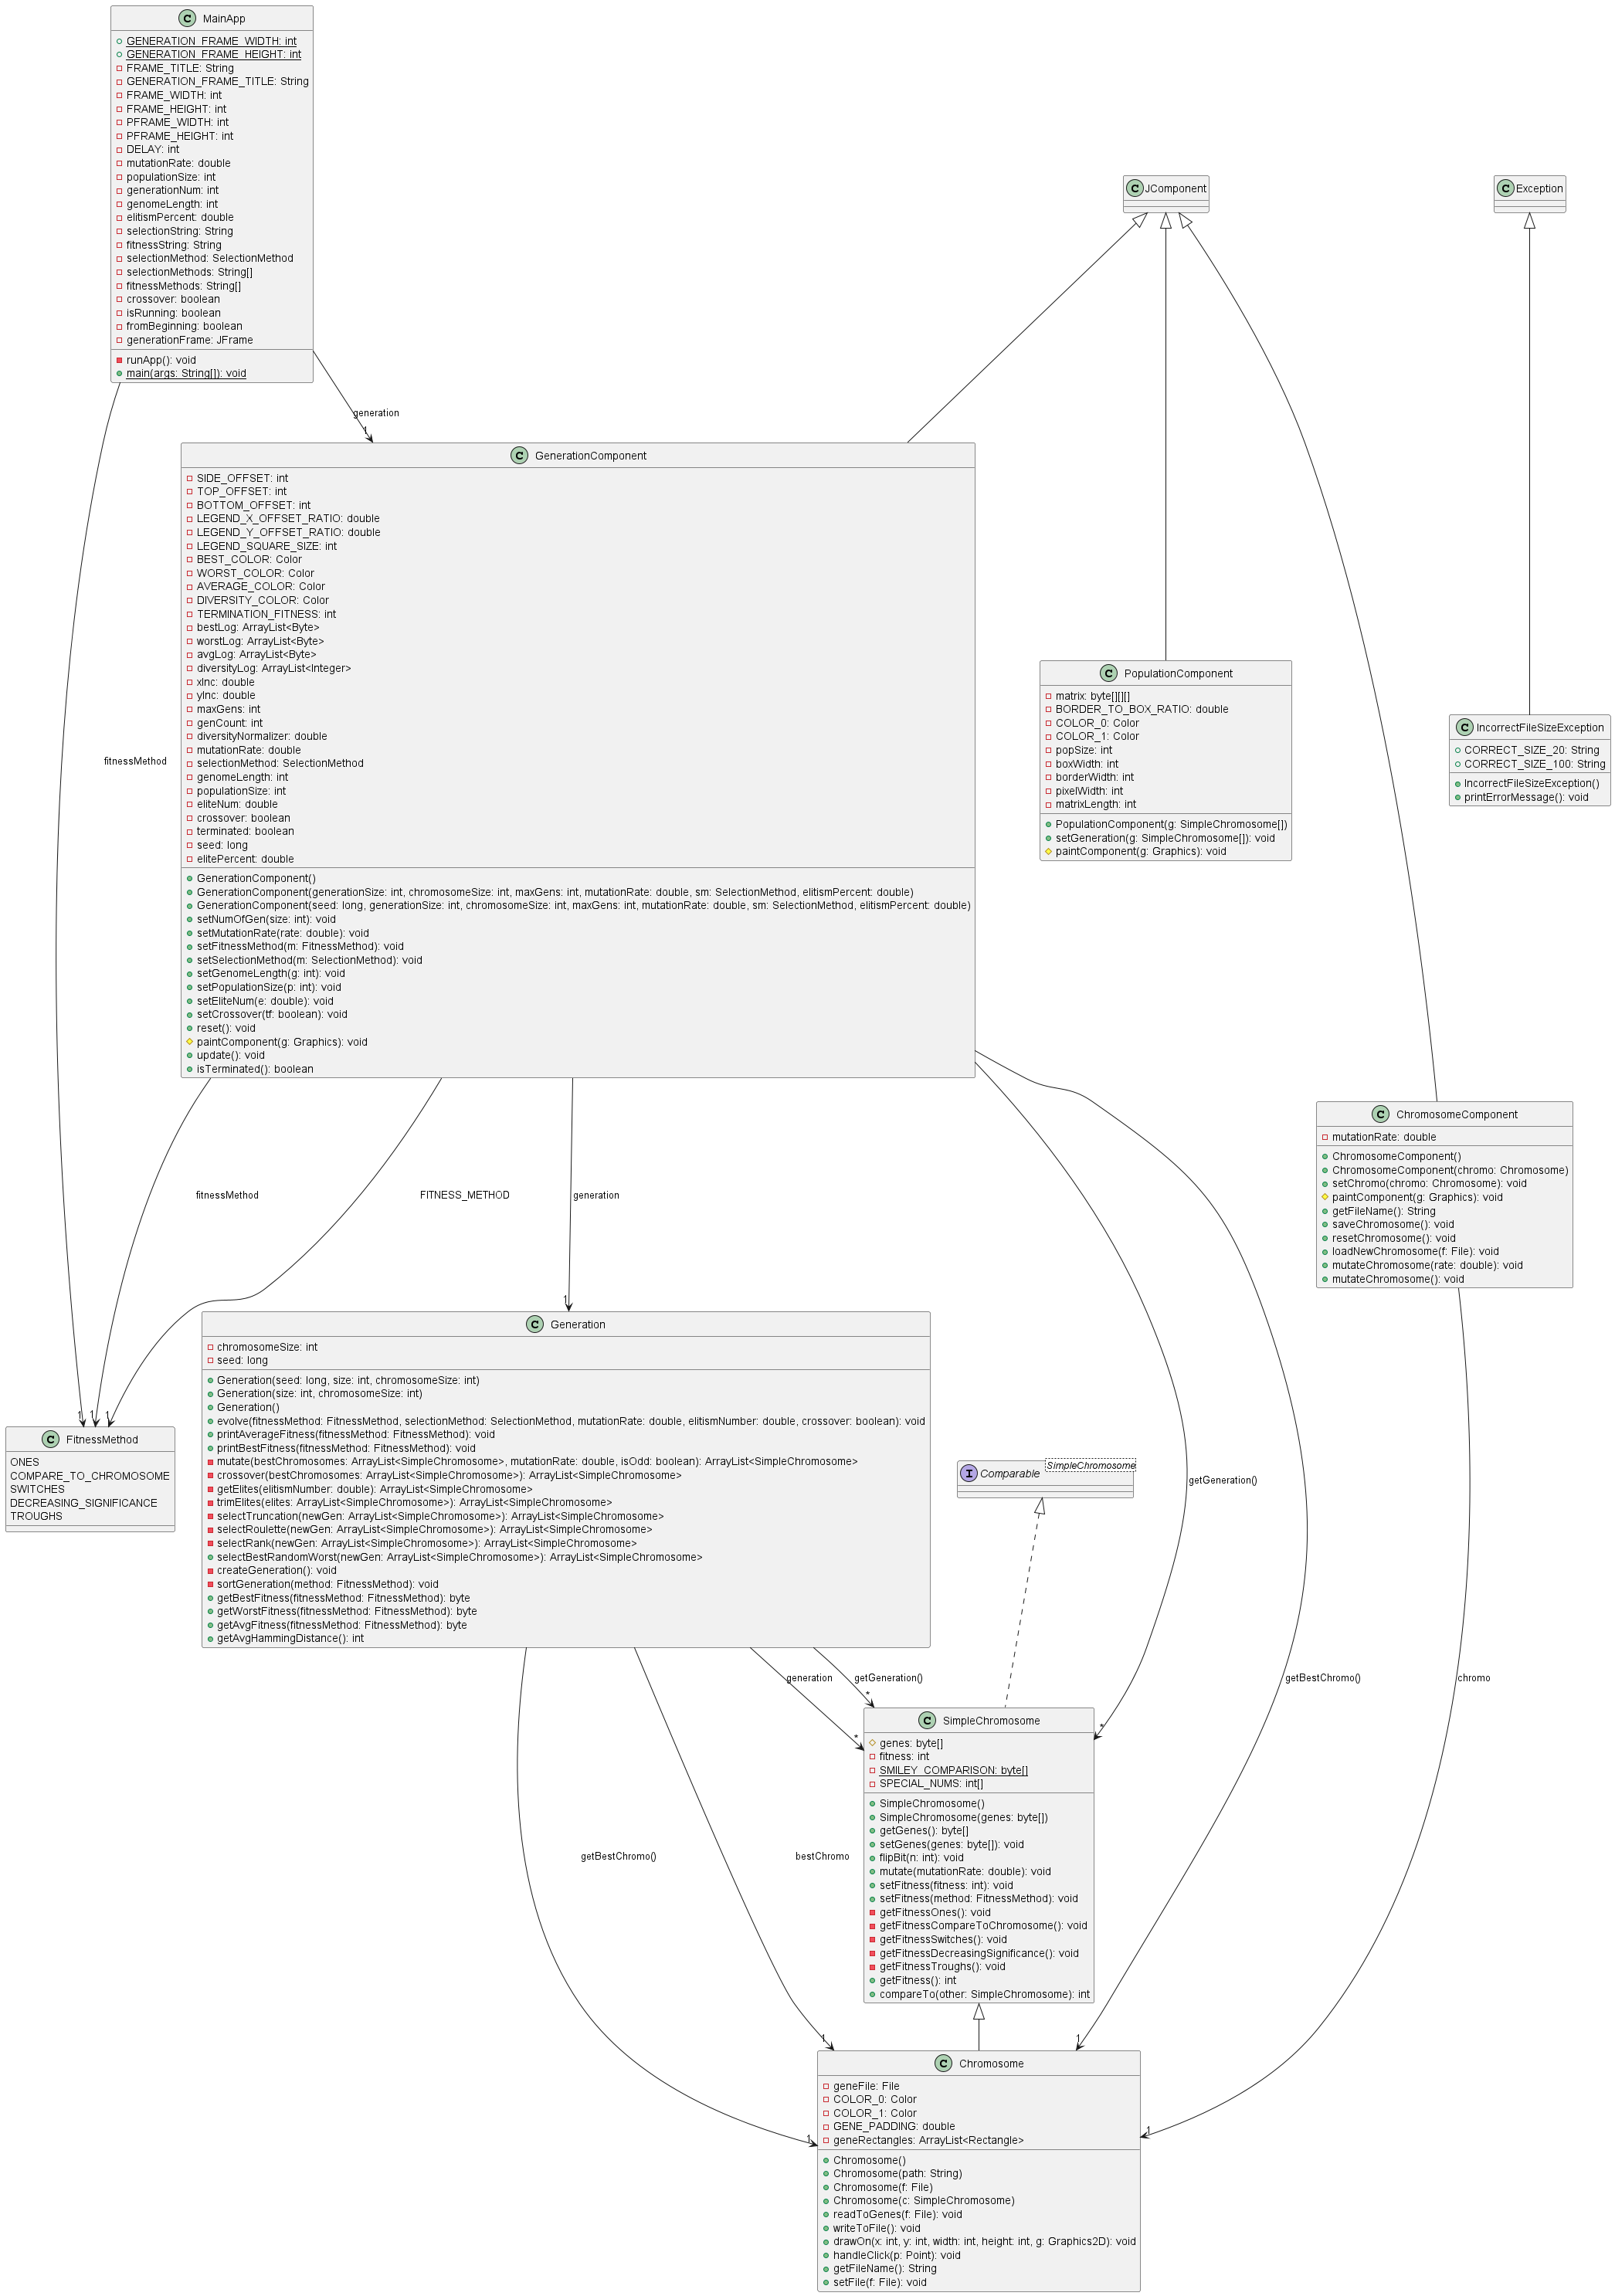 MainApp
GENERATION_FRAME_WIDTH: int
GENERATION_FRAME_HEIGHT: int
FRAME_TITLE: String
GENERATION_FRAME_TITLE: String
FRAME_WIDTH: int
FRAME_HEIGHT: int
PFRAME_WIDTH: int
PFRAME_HEIGHT: int
DELAY: int
mutationRate: double
populationSize: int
generationNum: int
genomeLength: int
elitismPercent: double
selectionString: String
fitnessString: String
selectionMethod: SelectionMethod
selectionMethods: String[]
fitnessMethods: String[]
crossover: boolean
isRunning: boolean
fromBeginning: boolean
generationFrame: JFrame
runApp(): void
main(args: String[]): void
JComponent
Exception
generation
1
GenerationComponent
SIDE_OFFSET: int
TOP_OFFSET: int
BOTTOM_OFFSET: int
LEGEND_X_OFFSET_RATIO: double
LEGEND_Y_OFFSET_RATIO: double
LEGEND_SQUARE_SIZE: int
BEST_COLOR: Color
WORST_COLOR: Color
AVERAGE_COLOR: Color
DIVERSITY_COLOR: Color
TERMINATION_FITNESS: int
bestLog: ArrayList<Byte>
worstLog: ArrayList<Byte>
avgLog: ArrayList<Byte>
diversityLog: ArrayList<Integer>
xInc: double
yInc: double
maxGens: int
genCount: int
diversityNormalizer: double
mutationRate: double
selectionMethod: SelectionMethod
genomeLength: int
populationSize: int
eliteNum: double
crossover: boolean
terminated: boolean
seed: long
elitePercent: double
GenerationComponent()
GenerationComponent(generationSize: int, chromosomeSize: int, maxGens: int, mutationRate: double, sm: SelectionMethod, elitismPercent: double)
GenerationComponent(seed: long, generationSize: int, chromosomeSize: int, maxGens: int, mutationRate: double, sm: SelectionMethod, elitismPercent: double)
setNumOfGen(size: int): void
setMutationRate(rate: double): void
setFitnessMethod(m: FitnessMethod): void
setSelectionMethod(m: SelectionMethod): void
setGenomeLength(g: int): void
setPopulationSize(p: int): void
setEliteNum(e: double): void
setCrossover(tf: boolean): void
reset(): void
paintComponent(g: Graphics): void
update(): void
isTerminated(): boolean
fitnessMethod
PopulationComponent
matrix: byte[][][]
BORDER_TO_BOX_RATIO: double
COLOR_0: Color
COLOR_1: Color
popSize: int
boxWidth: int
borderWidth: int
pixelWidth: int
matrixLength: int
PopulationComponent(g: SimpleChromosome[])
setGeneration(g: SimpleChromosome[]): void
paintComponent(g: Graphics): void
IncorrectFileSizeException
CORRECT_SIZE_20: String
CORRECT_SIZE_100: String
IncorrectFileSizeException()
printErrorMessage(): void
ChromosomeComponent
mutationRate: double
ChromosomeComponent()
ChromosomeComponent(chromo: Chromosome)
setChromo(chromo: Chromosome): void
paintComponent(g: Graphics): void
getFileName(): String
saveChromosome(): void
resetChromosome(): void
loadNewChromosome(f: File): void
mutateChromosome(rate: double): void
mutateChromosome(): void
fitnessMethod
FITNESS_METHOD
generation
1
1
1
1
FitnessMethod
ONES
COMPARE_TO_CHROMOSOME
SWITCHES
DECREASING_SIGNIFICANCE
TROUGHS
Generation
chromosomeSize: int
seed: long
Generation(seed: long, size: int, chromosomeSize: int)
Generation(size: int, chromosomeSize: int)
Generation()
evolve(fitnessMethod: FitnessMethod, selectionMethod: SelectionMethod, mutationRate: double, elitismNumber: double, crossover: boolean): void
printAverageFitness(fitnessMethod: FitnessMethod): void
printBestFitness(fitnessMethod: FitnessMethod): void
mutate(bestChromosomes: ArrayList<SimpleChromosome>, mutationRate: double, isOdd: boolean): ArrayList<SimpleChromosome>
crossover(bestChromosomes: ArrayList<SimpleChromosome>): ArrayList<SimpleChromosome>
getElites(elitismNumber: double): ArrayList<SimpleChromosome>
trimElites(elites: ArrayList<SimpleChromosome>): ArrayList<SimpleChromosome>
selectTruncation(newGen: ArrayList<SimpleChromosome>): ArrayList<SimpleChromosome>
selectRoulette(newGen: ArrayList<SimpleChromosome>): ArrayList<SimpleChromosome>
selectRank(newGen: ArrayList<SimpleChromosome>): ArrayList<SimpleChromosome>
selectBestRandomWorst(newGen: ArrayList<SimpleChromosome>): ArrayList<SimpleChromosome>
createGeneration(): void
sortGeneration(method: FitnessMethod): void
getBestFitness(fitnessMethod: FitnessMethod): byte
getWorstFitness(fitnessMethod: FitnessMethod): byte
getAvgFitness(fitnessMethod: FitnessMethod): byte
getAvgHammingDistance(): int
Comparable
SimpleChromosome
getGeneration()
generation
getGeneration()
getBestChromo()
chromo
*
*
*
SimpleChromosome
genes: byte[]
fitness: int
SMILEY_COMPARISON: byte[]
SPECIAL_NUMS: int[]
SimpleChromosome()
SimpleChromosome(genes: byte[])
getGenes(): byte[]
setGenes(genes: byte[]): void
flipBit(n: int): void
mutate(mutationRate: double): void
setFitness(fitness: int): void
setFitness(method: FitnessMethod): void
getFitnessOnes(): void
getFitnessCompareToChromosome(): void
getFitnessSwitches(): void
getFitnessDecreasingSignificance(): void
getFitnessTroughs(): void
getFitness(): int
compareTo(other: SimpleChromosome): int
getBestChromo()
bestChromo
1
1
1
1
Chromosome
geneFile: File
COLOR_0: Color
COLOR_1: Color
GENE_PADDING: double
geneRectangles: ArrayList<Rectangle>
Chromosome()
Chromosome(path: String)
Chromosome(f: File)
Chromosome(c: SimpleChromosome)
readToGenes(f: File): void
writeToFile(): void
drawOn(x: int, y: int, width: int, height: int, g: Graphics2D): void
handleClick(p: Point): void
getFileName(): String
setFile(f: File): void